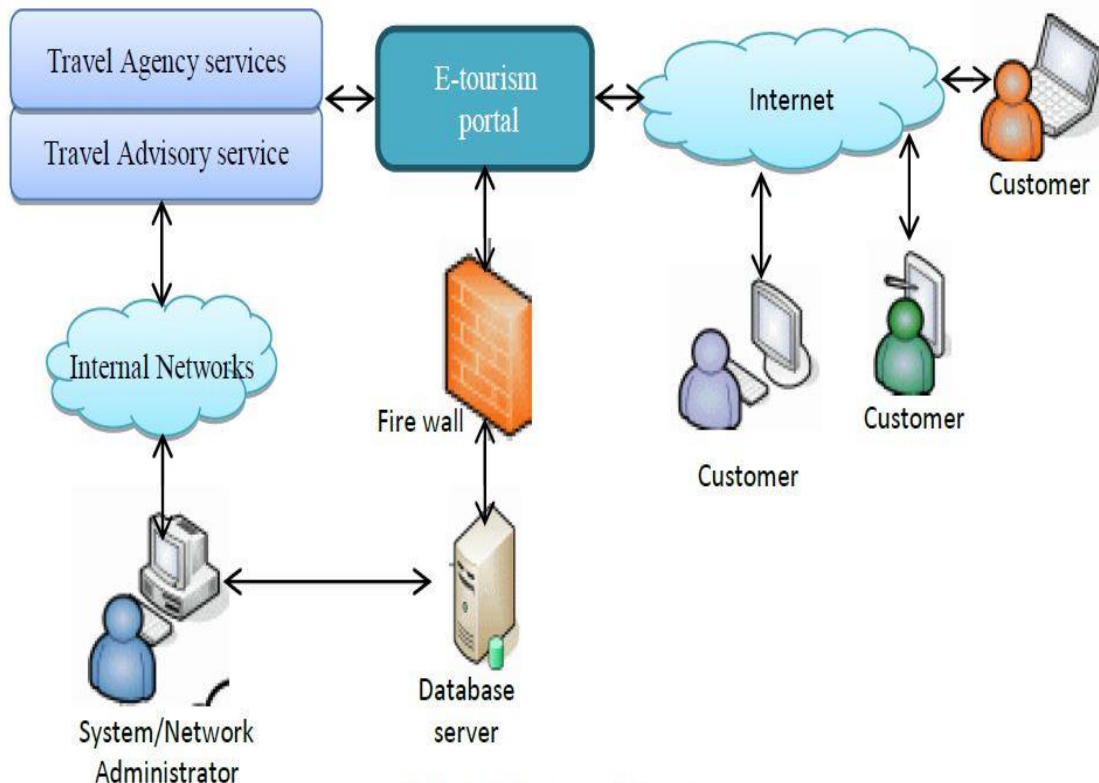 Travel Agency services
Travel Advisory service
E-tourism
portal
Internet
Customer
Internal Networks
Fire wall
Customer
Customer
System/Network
Administrator
Database
server